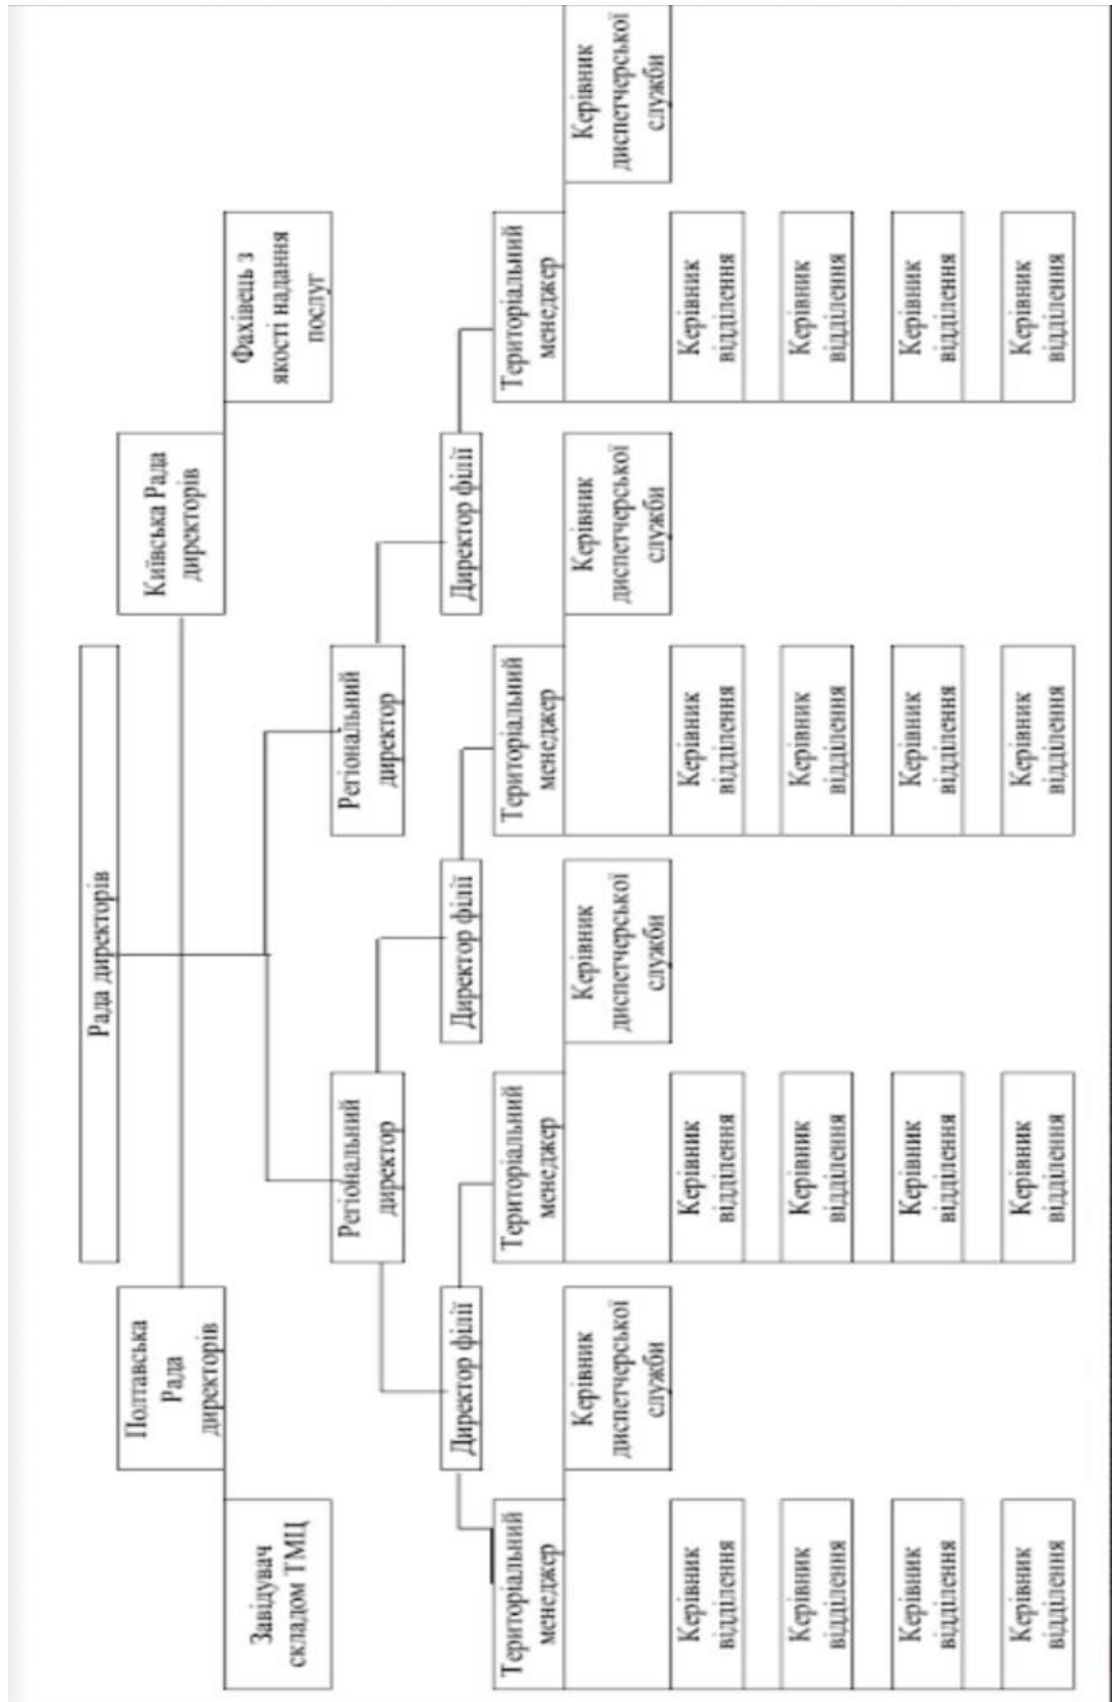 Рада директорів
Полтавська
Рада
директорів
Київська Рада
директорів
Завідувач
складом ТМЦ
Фахівець з
якості надання
послуг
Регіональний
директор
Регіональний
директор
Директор філії
Директор філії
Директор філії
Територіальний
менеджер
Територіальний
менеджер
Територіальний
менеджер
Територіальний
менеджер
Керівник
диспетчерської
служби
Керівник
диспетчерської
служби
Керівник
диспетчерської
служби
Керівник
диспетчерської
служби
Керівник
відділення
Керівник
відділення
Керівник
відділення
Керівник
відділення
Керівник
відділення
Керівник
відділення
Керівник
відділення
Керівник
відділення
Керівник
відділення
Керівник
відділення
Керівник
відділення
Керівник
відділення
Керівник
відділення
Керівник
відділення
Керівник
відділення
Керівник
відділення